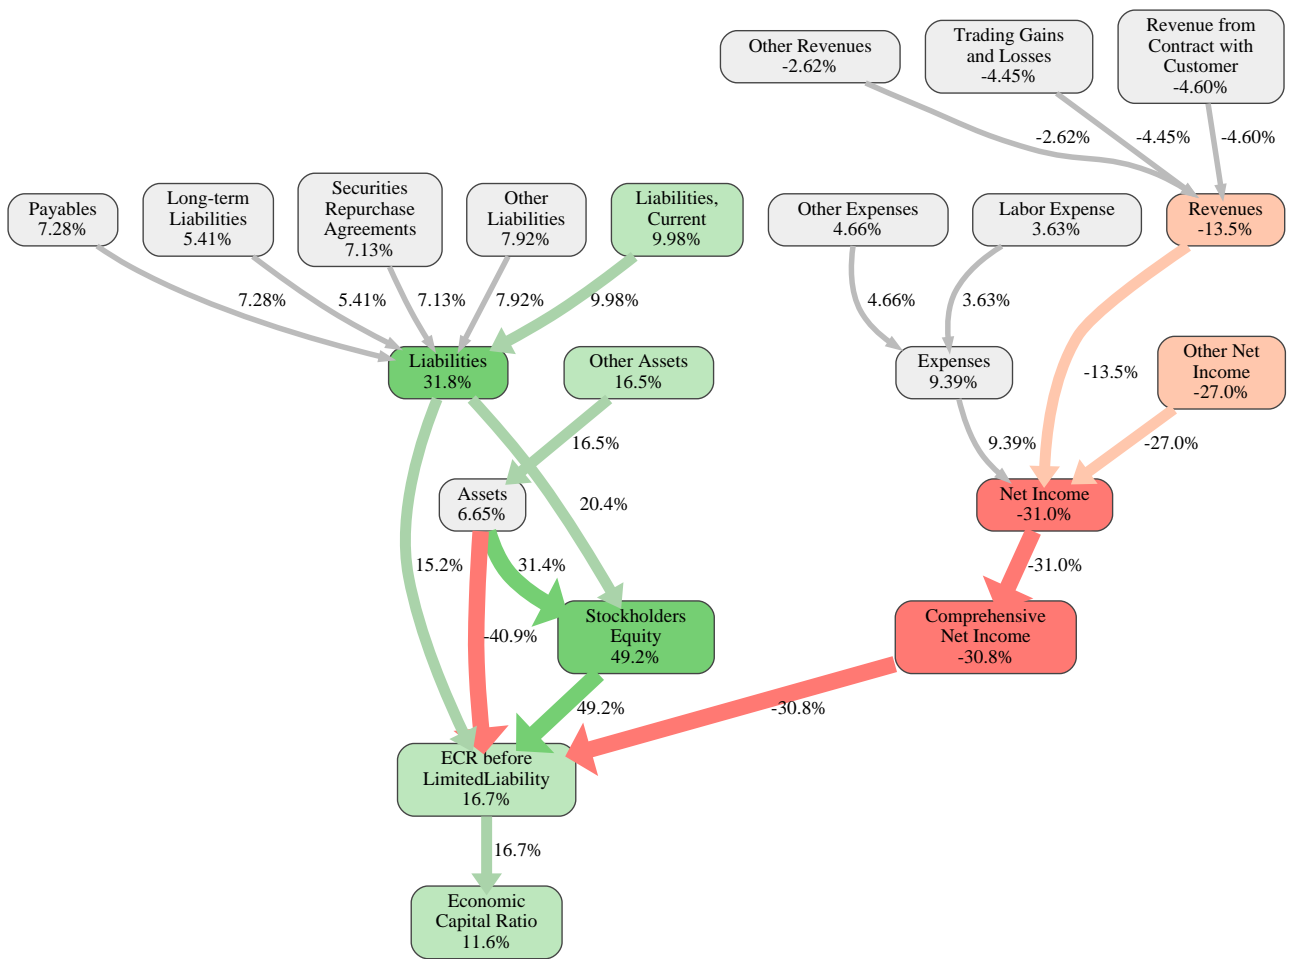 Other Revenues
-2.62%
Trading Gains
and Losses
-4.45%
Revenue from
Contract with
Customer
-4.60%
-2.62%
-4.45%
-4.60%
Payables
7.28%
Long-term
Liabilities
5.41%
Securities
Repurchase
Agreements
7.13%
Other
Liabilities
7.92%
Liabilities,
Current
9.98%
Other Expenses
4.66%
Labor Expense
3.63%
Revenues
-13.5%
7.28%
5.41%
7.13%
7.92%
9.98%
4.66%
3.63%
Liabilities
31.8%
Other Assets
16.5%
Expenses
9.39%
-13.5%
Other Net
Income
-27.0%
16.5%
9.39%
-27.0%
Assets
6.65%
20.4%
Net Income
-31.0%
15.2%
31.4%
-31.0%
-40.9%
Stockholders
Equity
49.2%
Comprehensive
Net Income
-30.8%
49.2%
-30.8%
ECR before
LimitedLiability
16.7%
16.7%
Economic
Capital Ratio
11.6%